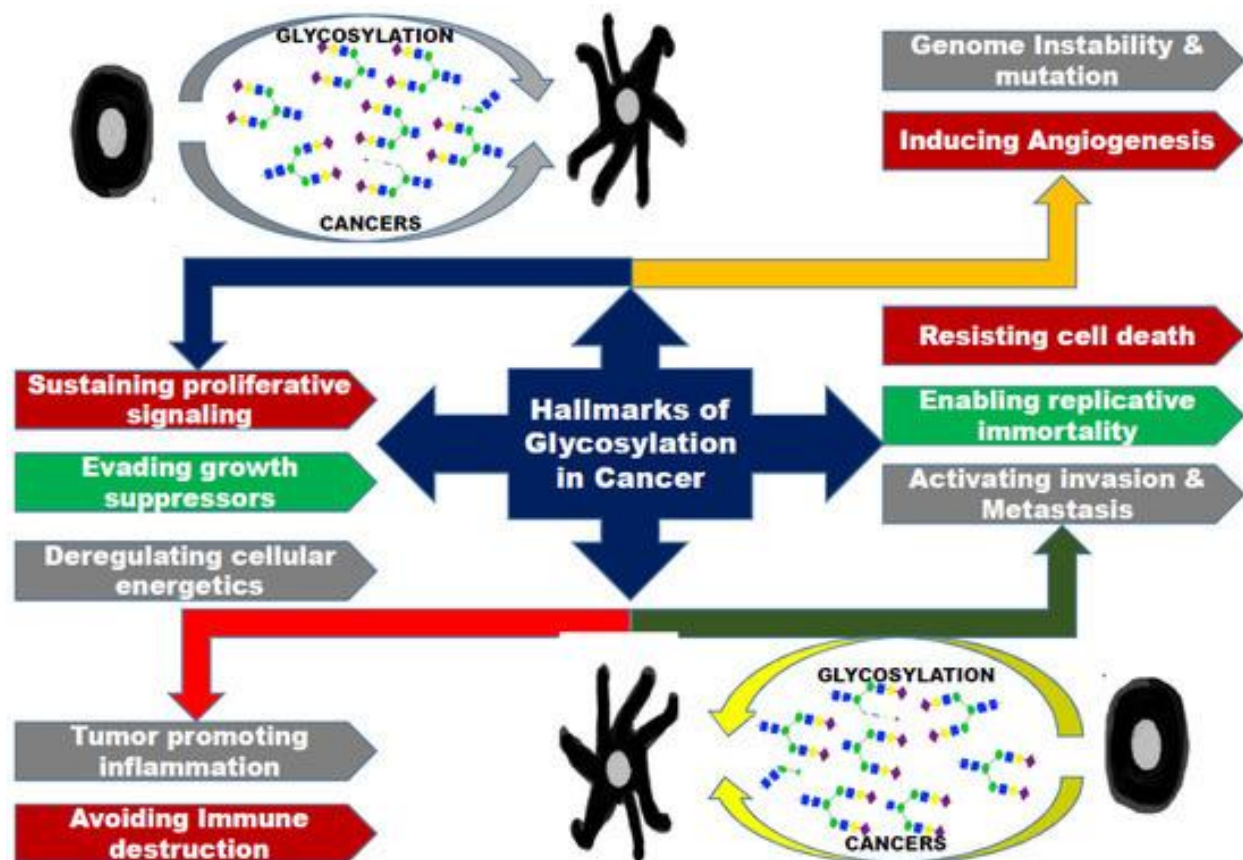 GLYCOSYLATION
CANCERS
Genome Instability &
mutation
Inducing Angiogenesis
Sustaining proliferative
signaling
Evading growth
suppressors
Deregulating cellular
energetics
Hallmarks of
Glycosylation
in Cancer
Resisting cell death
Enabling replicative
immortality
Activating invasion &
Metastasis
Tumor promoting
inflammation
Avoiding Immune
destruction
GLYCOSYLATION
CANCERS